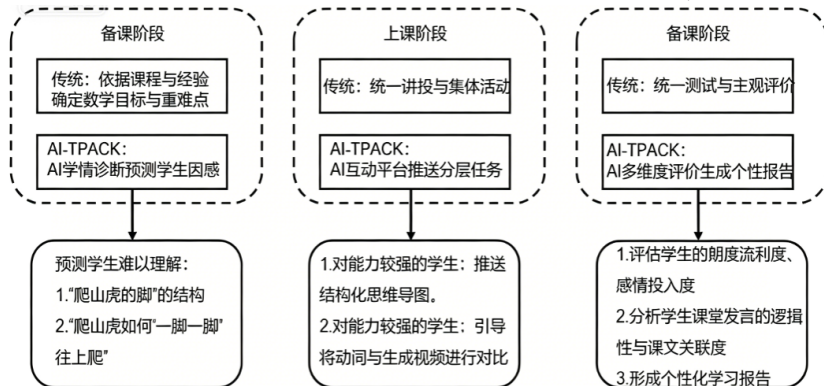 备课阶段
传统：依据课程与经验
确定数学目标与重难点
AI-TPACK：
AI学情诊断预测学生因感
预测学生难以理解：
1.“爬山虎的脚”的结构
2.“爬山虎如何“一脚一脚”
往上爬”
上课阶段
传统：统一讲投与集体活动
AI-TPACK：
AI互动平台推送分层任务
1.对能力较强的学生：推送
结构化思维导图。
2.对能力较强的学生：引导
将动词与生成视频进行对比
备课阶段
传统：统一测试与主观评价
AI-TPACK：
AI多维度评价生成个性报告
1.评估学生的朗度流利度、
感情投入度
2.分析学生课堂发言的逻辑
性与课文关联度
3.形成个性化学习报告